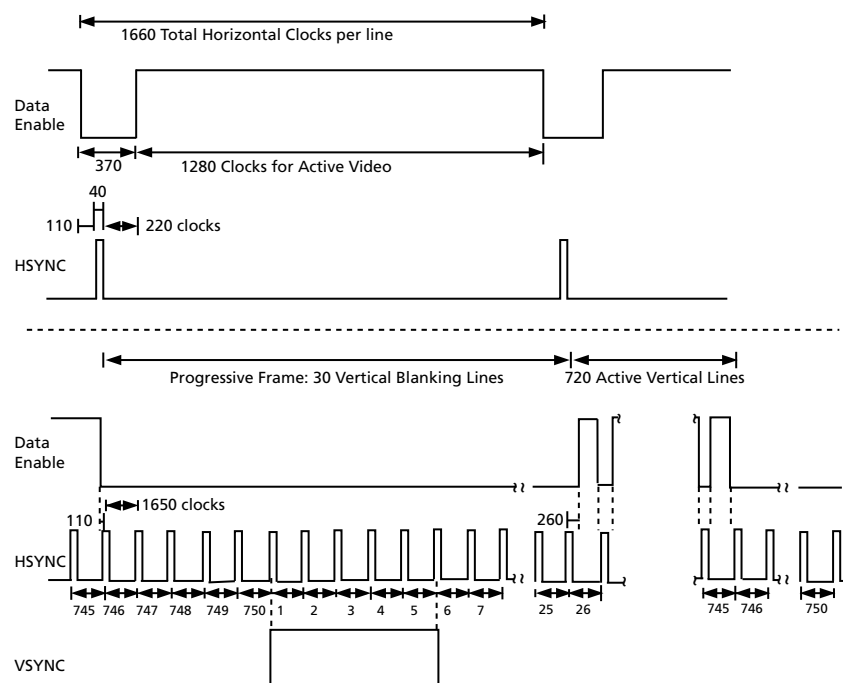 1660 Total Horizontal Clocks per line
Data
Enable
370
1280 Clocks for Active Video
40
110
220 clocks
HSYNC
Progressive Frame: 30 Vertical Blanking Lines
720 Active Vertical Lines
Data
Enable
1650 clocks
110
260
HSYNC
745 746 747 748 749 750 1 2 3 4 5 6 7 25 26 745 746 750
VSYNC